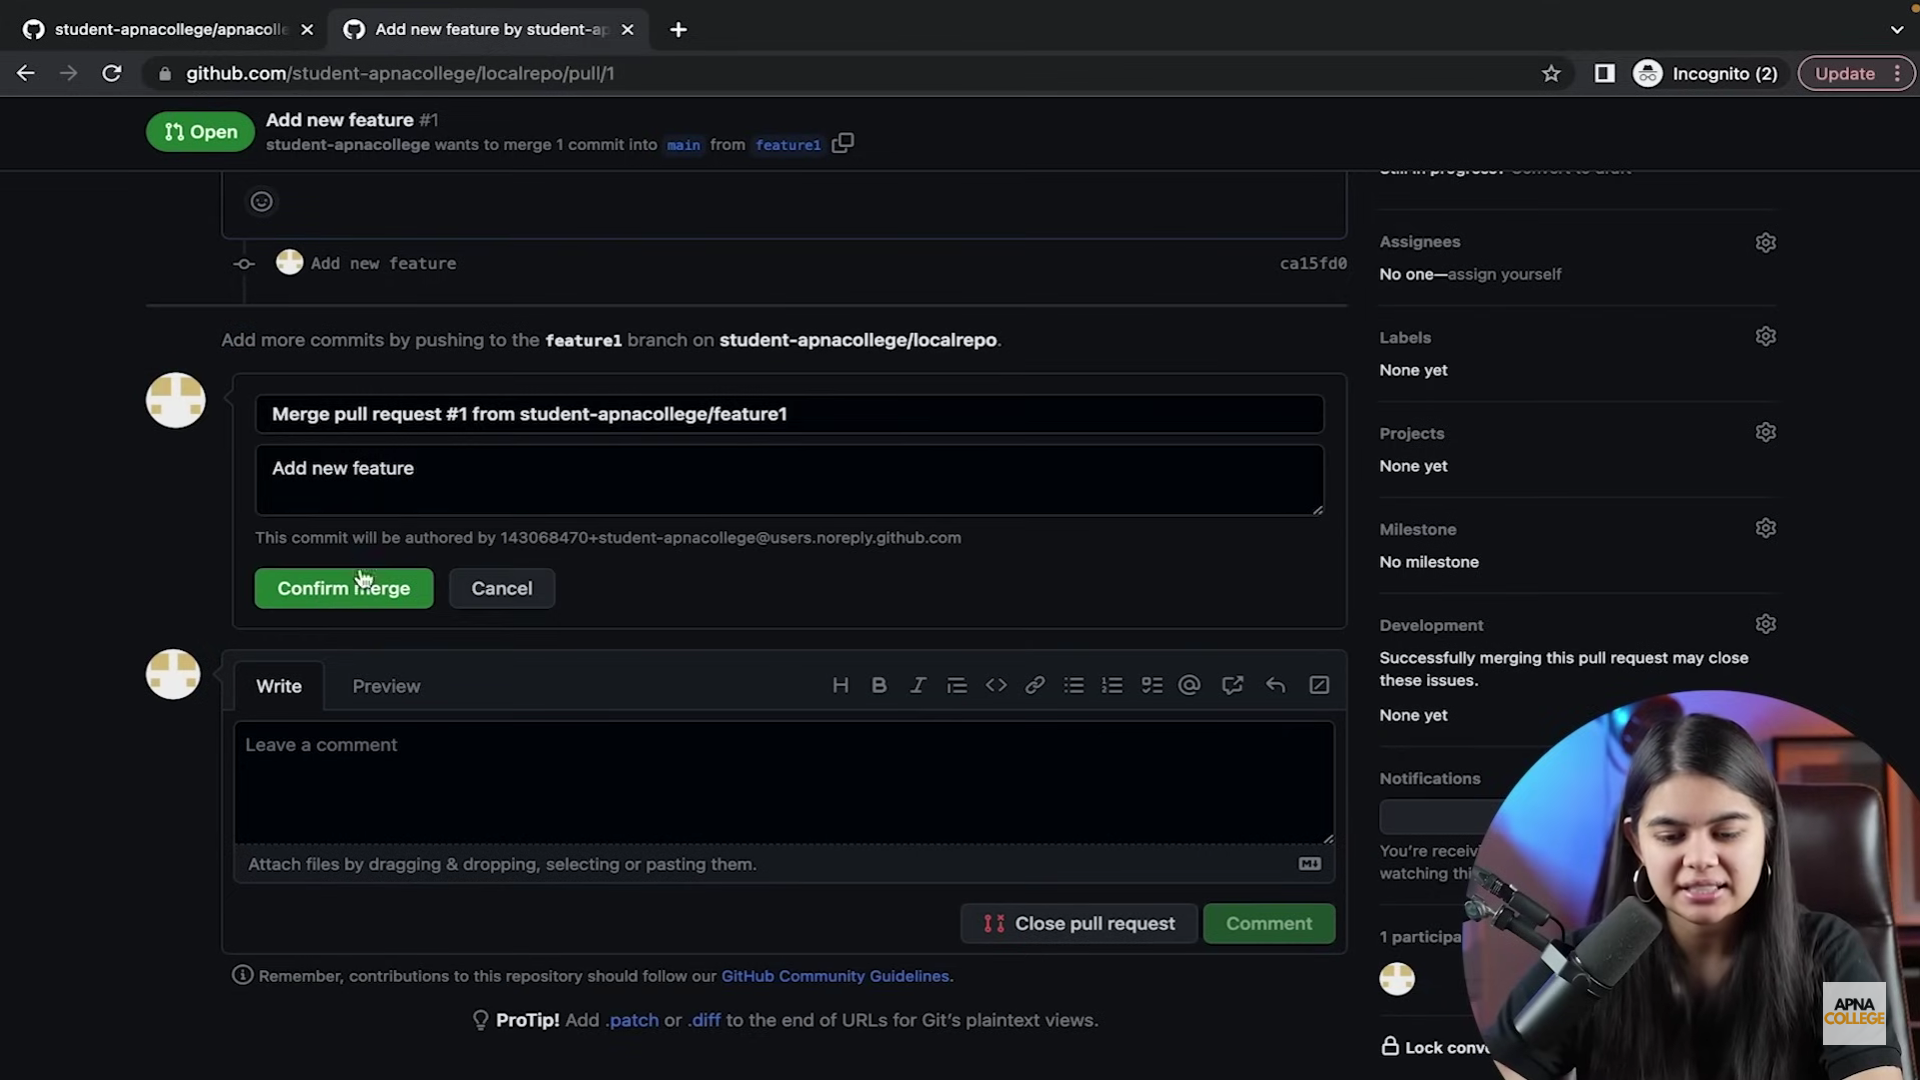 student-apnacollege/apnacolle
Add new feature by student-ap
github.com/student-apnacollege/localrepo/pull/1
Incognito (2)
Update
Open
Add new feature #1
student-apnacollege wants to merge 1 commit into main from feature1
Still in progress? Convert to draft
Add new feature
ca15fd0
Assignees
No one—assign yourself
Add more commits by pushing to the feature1 branch on student-apnacollege/localrepo.
Labels
None yet
Merge pull request #1 from student-apnacollege/feature1
Add new feature
Projects
None yet
This commit will be authored by 143068470+student-apnacollege@users.noreply.github.com
Milestone
No milestone
Confirm merge
Cancel
Development
Successfully merging this pull request may close
these issues.
None yet
Write
Preview
Leave a comment
Notifications
Attach files by dragging & dropping, selecting or pasting them.
You're
watching
Close pull request
Comment
1
Remember, contributions to this repository should follow our GitHub Community Guidelines.
ProTip! Add .patch or .diff to the end of URLs for Git's plaintext views.
Lock
APNA
COLLEGE